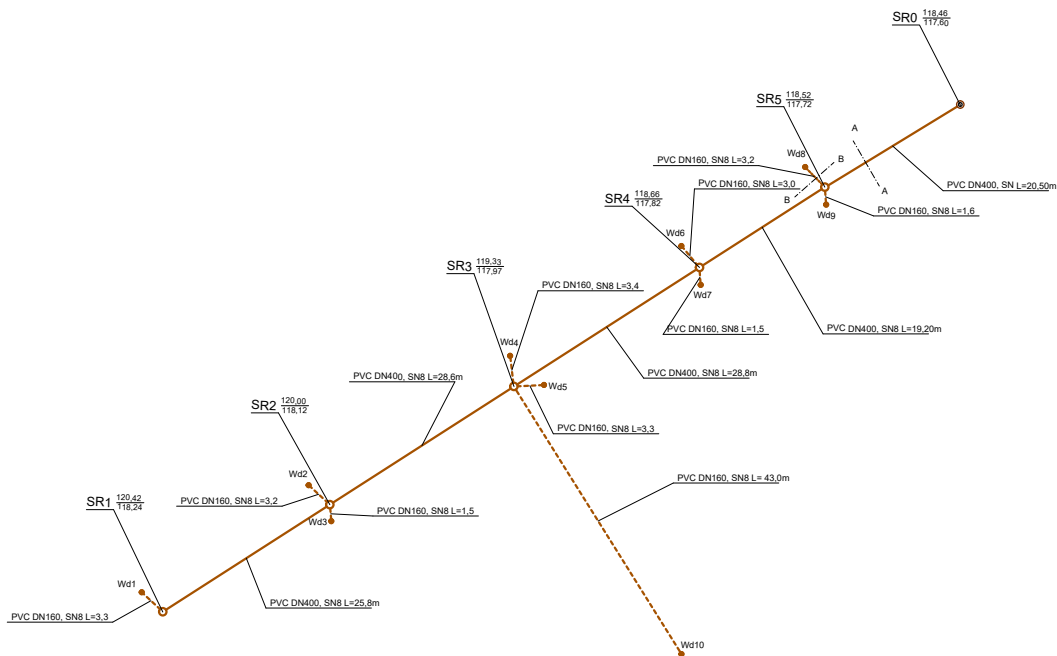 SR0 118,46
117,60
SR5 118,52
117,72
A
Wd8
B
PVC DN160, SN8 L=3,2
PVC DN160, SN8 L=3,0
A
PVC DN400, SN L=20,50m
B
SR4 118,66
117,82
Wd9
PVC DN160, SN8 L=1,6
Wd6
SR3 119,33
117,97
PVC DN160, SN8 L=3,4
Wd7
PVC DN160, SN8 L=1,5
PVC DN400, SN8 L=19,20m
Wd4
PVC DN400, SN8 L=28,6m
PVC DN400, SN8 L=28,8m
Wd5
SR2 120,00
118,12
PVC DN160, SN8 L=3,3
Wd2
PVC DN160, SN8 L= 43,0m
SR1 120,42
118,24
PVC DN160, SN8 L=3,2
PVC DN160, SN8 L=1,5
Wd3
Wd1
PVC DN400, SN8 L=25,8m
PVC DN160, SN8 L=3,3
Wd10